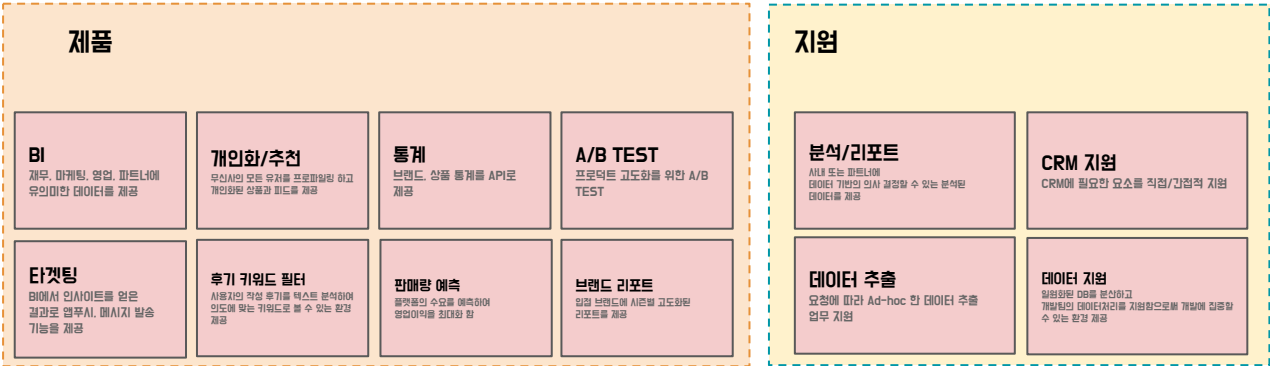 제품
BI
재무, 마케팅, 영업, 파트너에
유의미한 데이터를 제공
개인화/추천
무신사의 모든 유저를 프로파일링 하고
개인화된 상품과 피드를 제공
통계
브랜드, 상품 통계를 API로
제공
A/B TEST
프로덕트 고도화를 위한 A/B
TEST
타겟팅
BI에서 인사이트를 얻은
결과로 앱푸시, 메시지 발송
기능을 제공
후기 키워드 필터
사용자의 작성 후기를 텍스트 분석하여
의도에 맞는 키워드로 볼 수 있는 환경
제공
판매량 예측
플랫폼의 수요를 예측하여
영업이익을 최대화 함
브랜드 리포트
입점 브랜드에 시즌별 고도화된
리포트를 제공
지원
분석/리포트
사내 또는 파트너에
데이터 기반의 의사 결정할 수 있는 분석된
데이터를 제공
CRM 지원
CRM에 필요한 요소를 직접/간접적 지원
데이터 추출
요청에 따라 Ad-hoc 한 데이터 추출
업무 지원
데이터 지원
일원화된 DB를 분산하고
개발팀의 데이터처리를 지원함으로써 개발에 집중할
수 있는 환경 제공